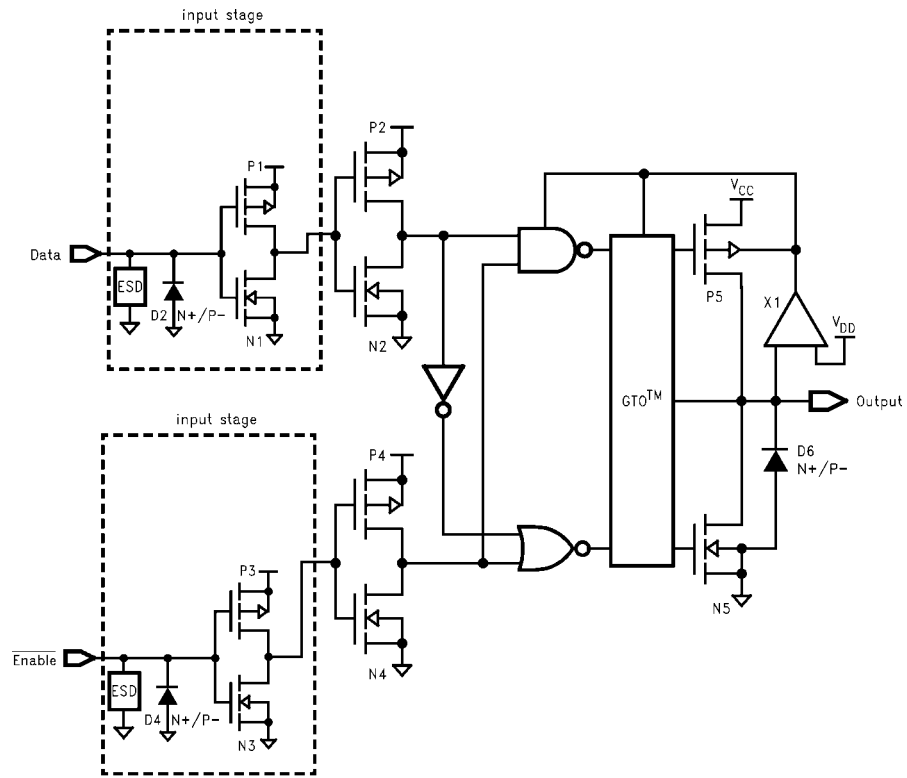 input stage
P2
P1
V_CC
Data
ESD
D2 N+/P-
N1
N2
P5
X1
V_DD
GTO™
Output
input stage
P4
D6
N+/P-
P3
N5
Enable
ESD
D4 N+/P-
N3
N4